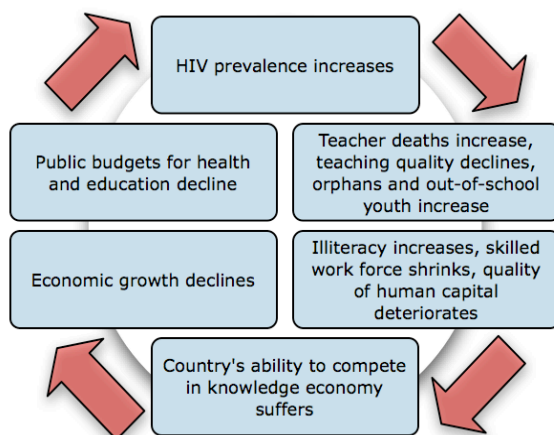 HIV prevalence increases
Teacher deaths increase,
teaching quality declines,
orphans and out-of-school
youth increase
Illiteracy increases, skilled
work force shrinks, quality
of human capital
deteriorates
Country's ability to compete
in knowledge economy
suffers
Economic growth declines
Public budgets for health
and education decline